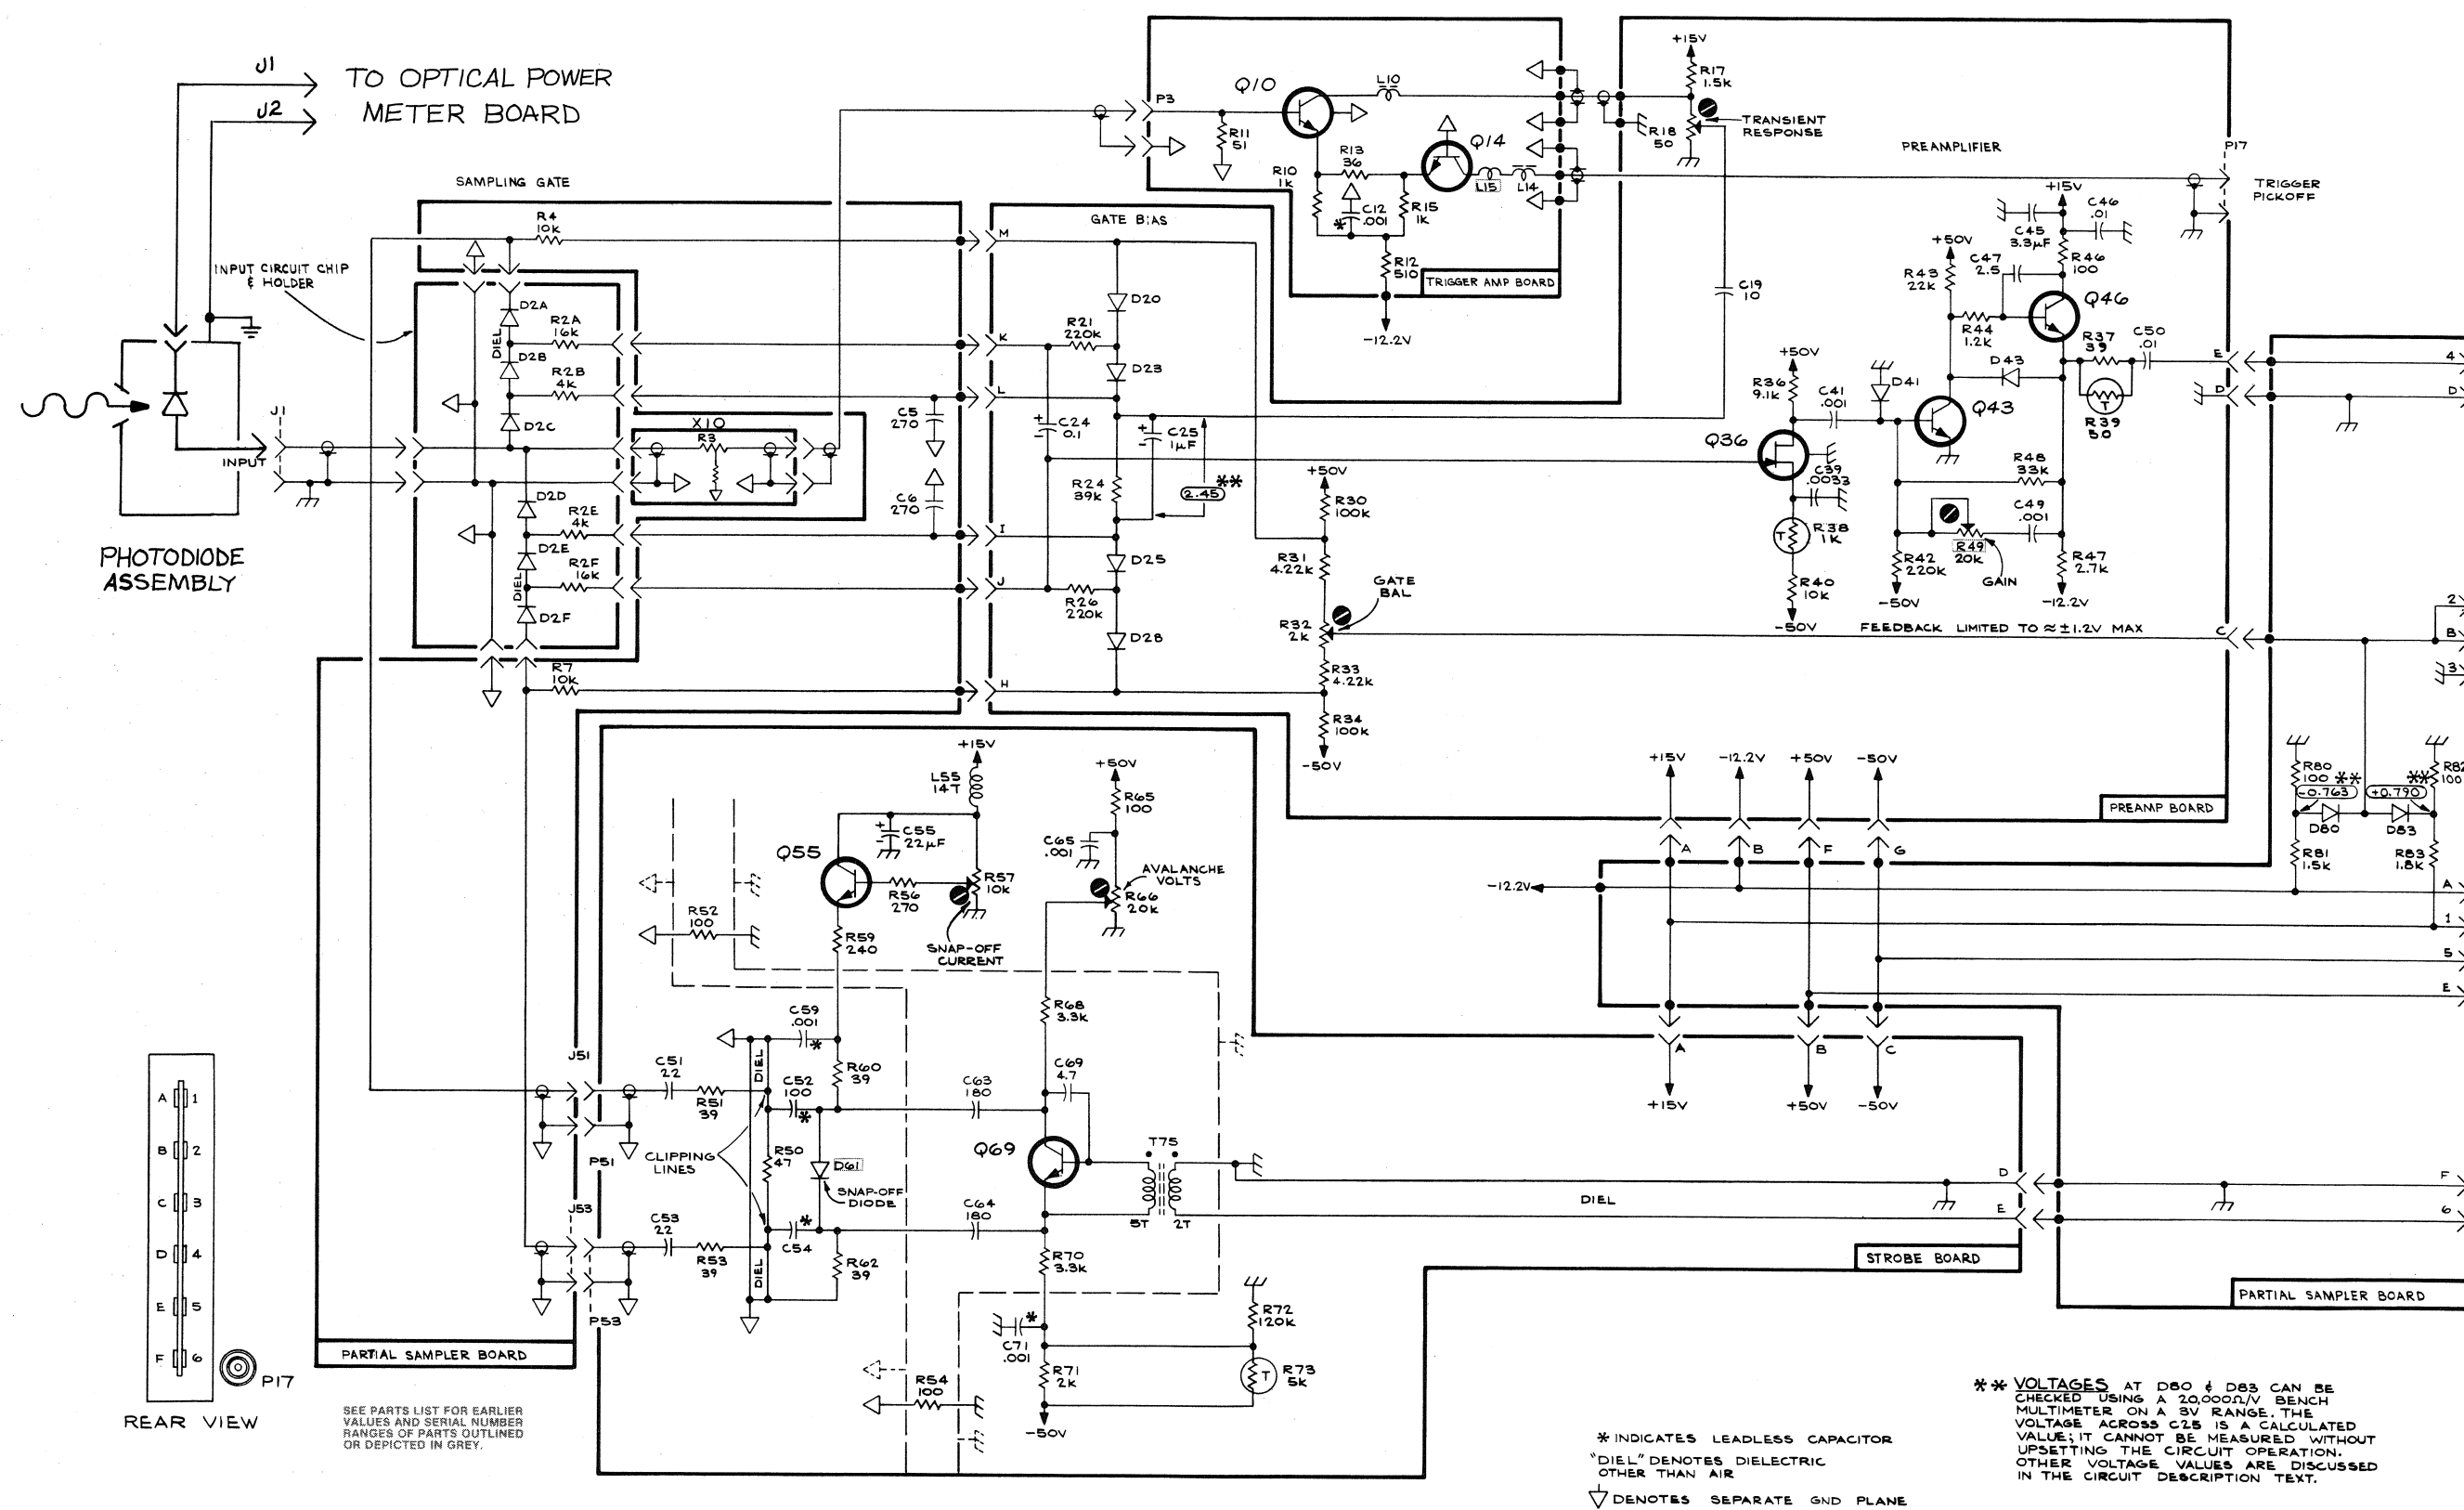 J1
TO OPTICAL POWER
J2
METER BOARD
SAMPLING GATE
R4
10K
INPUT CIRCUIT CHIP
& HOLDER
D2A
R2A
16K
DIEL
D2B
R2B
4K
D2C
X10
R3
J1
INPUT
D2D
R2E
4K
D2E
R2F
16K
DIEL
D2F
R7
10K
PHOTODIODE
ASSEMBLY
C5
270
C6
270
P3
R11
51
Q10
L10
R13
36
Q14
R10
1K
C12
.001
*
R15
1K
L15
L14
R12
510
TRIGGER AMP BOARD
-12.2V
+15V
R17
1.5K
R18
50
TRANSIENT
RESPONSE
PREAMPLIFIER
P17
TRIGGER
PICKOFF
GATE BIAS
M
D20
K
R21
220K
D23
L
+
-
C24
0.1
+
-
C25
1µF
R24
39K
2.45
**
I
D25
J
R26
220K
D28
H
+50V
R30
100K
R31
4.22K
GATE
BAL
R32
2K
R33
4.22K
R34
100K
-50V
C19
10
+50V
R36
9.1K
C41
.001
D41
Q36
C39
.0033
R38
1K
T
R40
10K
-50V
+50V
R43
22K
C47
2.5
R44
1.2K
+15V
C46
.01
C45
3.3µF
R46
100
Q46
D43
Q43
R37
39
C50
.01
T
R39
50
R48
33K
C49
.001
R49
20K
GAIN
R42
220K
-50V
R47
2.7K
-12.2V
FEEDBACK LIMITED TO ≈ ±1.2V MAX
E
D
C
4
D
2
B
3
R80
100
**
-0.763
+0.790
**
R82
100
D80
D83
R81
1.5K
R83
1.8K
A
1
5
E
+15V
-12.2V
+50V
-50V
PREAMP BOARD
A
B
F
G
-12.2V
A
B
C
+15V
+50V
-50V
+15V
L55
14T
Q55
+
-
C55
22µF
R56
270
R57
10K
SNAP-OFF
CURRENT
R52
100
R59
240
+50V
R65
100
C65
.001
AVALANCHE
VOLTS
R66
20K
R68
3.3K
C59
.001
*
DIEL
R60
39
J51
C51
22
R51
39
C52
100
*
C63
180
C69
4.7
CLIPPING
LINES
P51
R50
47
D61
SNAP-OFF
DIODE
Q69
T75
5T
2T
DIEL
D
E
F
6
J53
C53
22
R53
39
C54
*
C64
180
DIEL
R62
39
P53
R70
3.3K
*
C71
.001
R71
2K
-50V
R72
120K
T
R73
5K
R54
100
STROBE BOARD
PARTIAL SAMPLER BOARD
PARTIAL SAMPLER BOARD
A 1
B 2
C 3
D 4
E 5
F 6
P17
REAR VIEW
SEE PARTS LIST FOR EARLIER
VALUES AND SERIAL NUMBER
RANGES OF PARTS OUTLINED
OR DEPICTED IN GREY.
* INDICATES LEADLESS CAPACITOR
"DIEL" DENOTES DIELECTRIC
OTHER THAN AIR
DENOTES SEPARATE GND PLANE
** VOLTAGES AT D80 & D83 CAN BE
CHECKED USING A 20,000Ω/V BENCH
MULTIMETER ON A 3V RANGE. THE
VOLTAGE ACROSS C25 IS A CALCULATED
VALUE; IT CANNOT BE MEASURED WITHOUT
UPSETTING THE CIRCUIT OPERATION.
OTHER VOLTAGE VALUES ARE DISCUSSED
IN THE CIRCUIT DESCRIPTION TEXT.